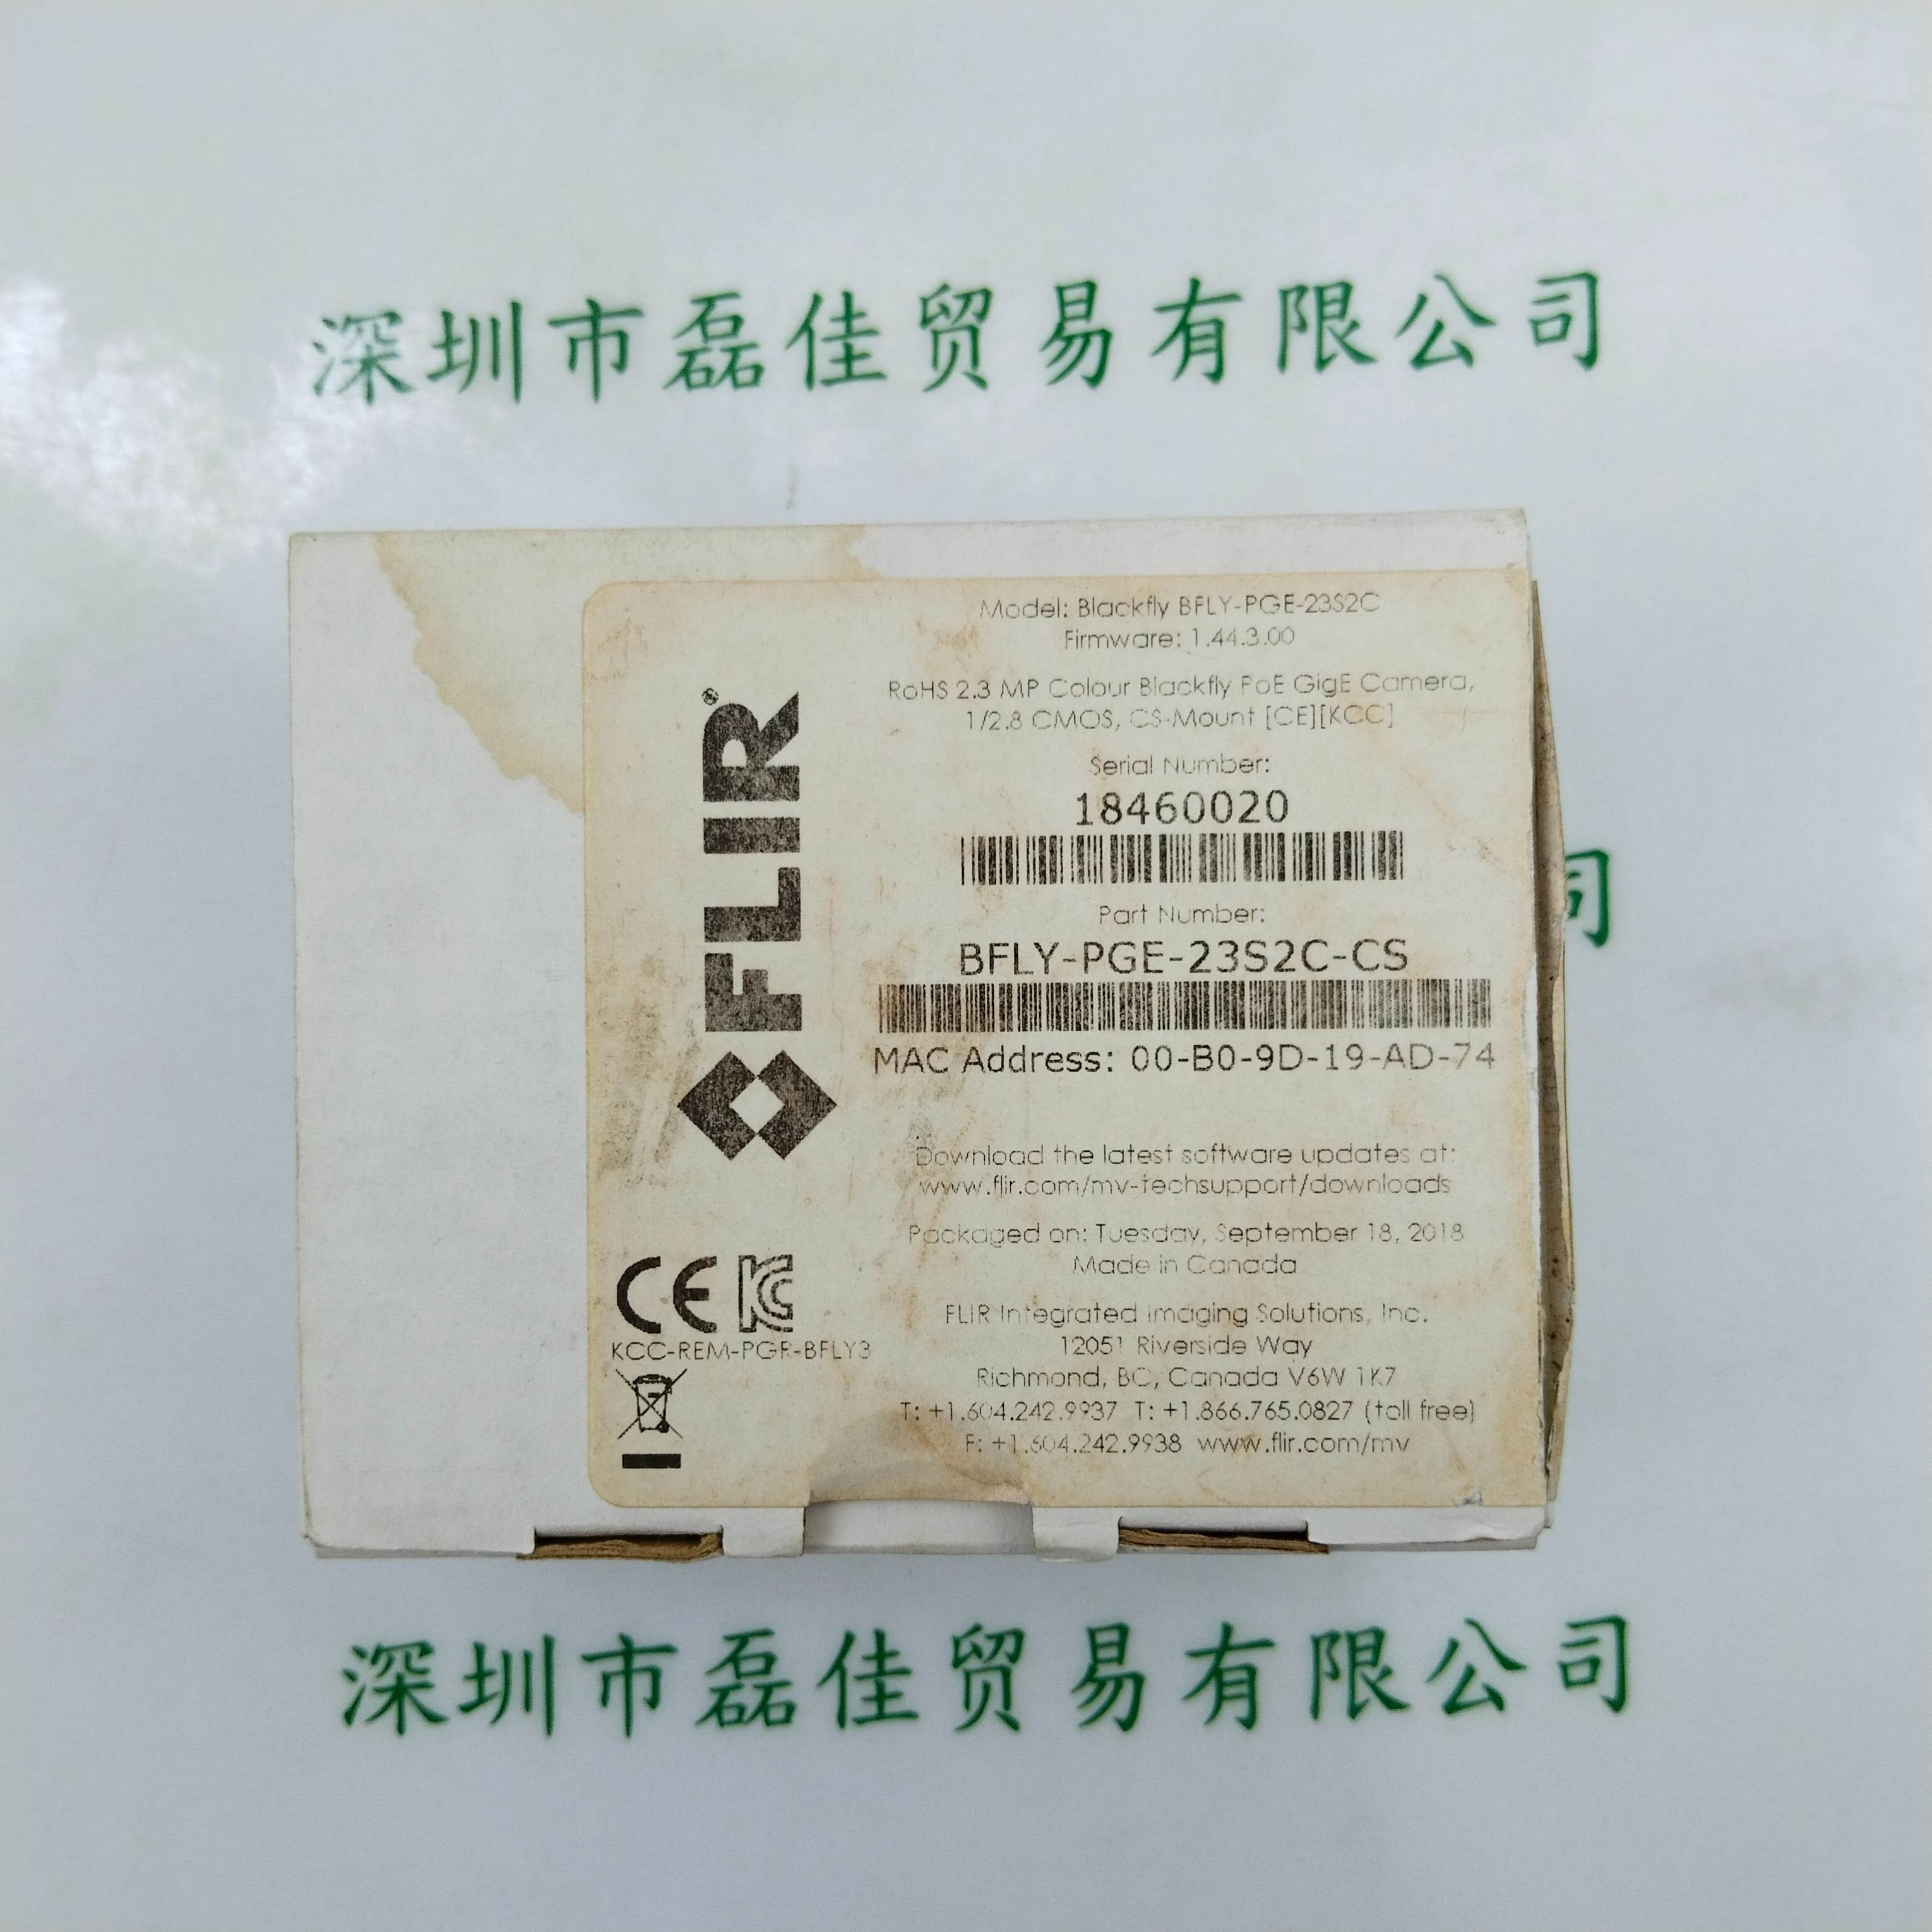 深圳市磊佳贸易有限公司
Model: Blackfly BFLY-PGE-23S2C
Firmware: 1.44.3.00
RoHS 2.3 MP Colour Blackfly PoE GigE Camera,
1/2.8 CMOS, CS-Mount [CE][KCC]
Serial Number:
18460020
Part Number:
BFLY-PGE-23S2C-CS
MAC Address: 00-B0-9D-19-AD-74
Download the latest software updates at:
www.flir.com/mv-techsupport/downloads
Packaged on: Tuesday, September 18, 2018
Made in Canada
FLIR Integrated Imaging Solutions, Inc.
12051 Riverside Way
Richmond, BC, Canada V6W 1K7
T: +1.604.242.9937 T: +1.866.765.0827 (toll free)
F: +1.604.242.9938 www.flir.com/mv
FLIR®
CE KC
KCC-REM-PGR-BFLY3
司
深圳市磊佳贸易有限公司